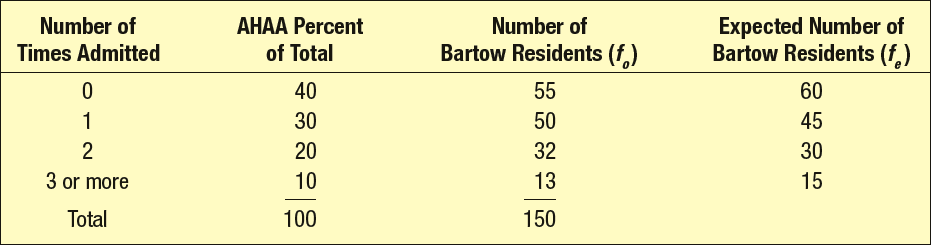 Number of Times Admitted | AHAA Percent of Total | Number of Bartow Residents (fo) | Expected Number of Bartow Residents (fe)
0 40 55 60
1 30 50 45
2 20 32 30
3 or more 10 13 15
Total 100 150